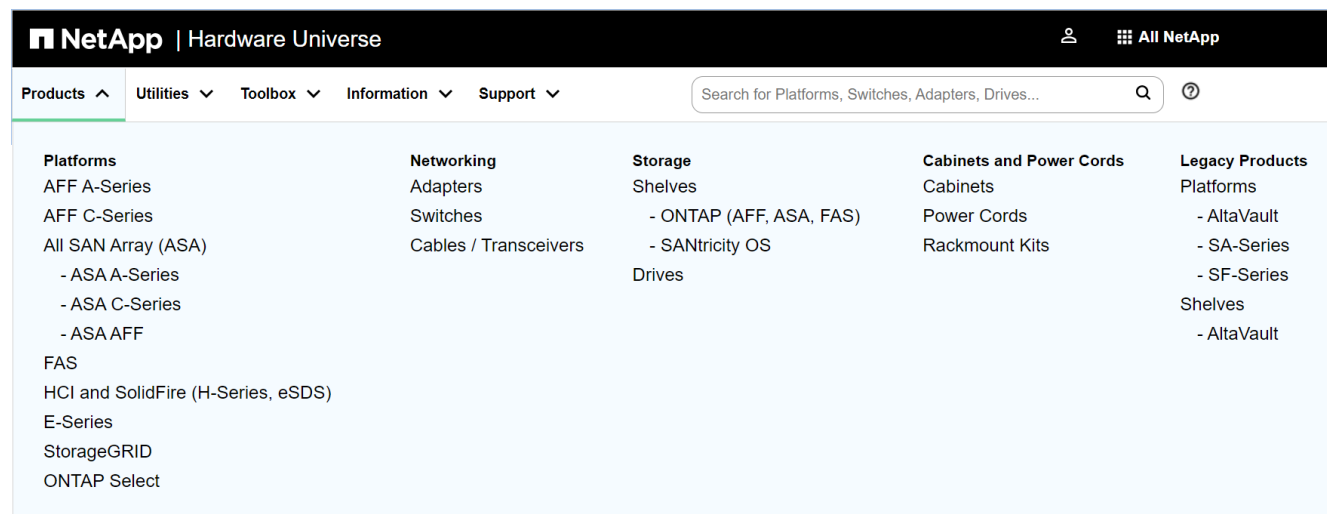 NetApp | Hardware Universe
All NetApp
Products
Utilities
Toolbox
Information
Support
Search for Platforms, Switches, Adapters, Drives...
Platforms
AFF A-Series
AFF C-Series
All SAN Array (ASA)
- ASA A-Series
- ASA C-Series
- ASA AFF
FAS
HCI and SolidFire (H-Series, eSDS)
E-Series
StorageGRID
ONTAP Select
Networking
Adapters
Switches
Cables / Transceivers
Storage
Shelves
- ONTAP (AFF, ASA, FAS)
- SANtricity OS
Drives
Cabinets and Power Cords
Cabinets
Power Cords
Rackmount Kits
Legacy Products
Platforms
- AltaVault
- SA-Series
- SF-Series
Shelves
- AltaVault